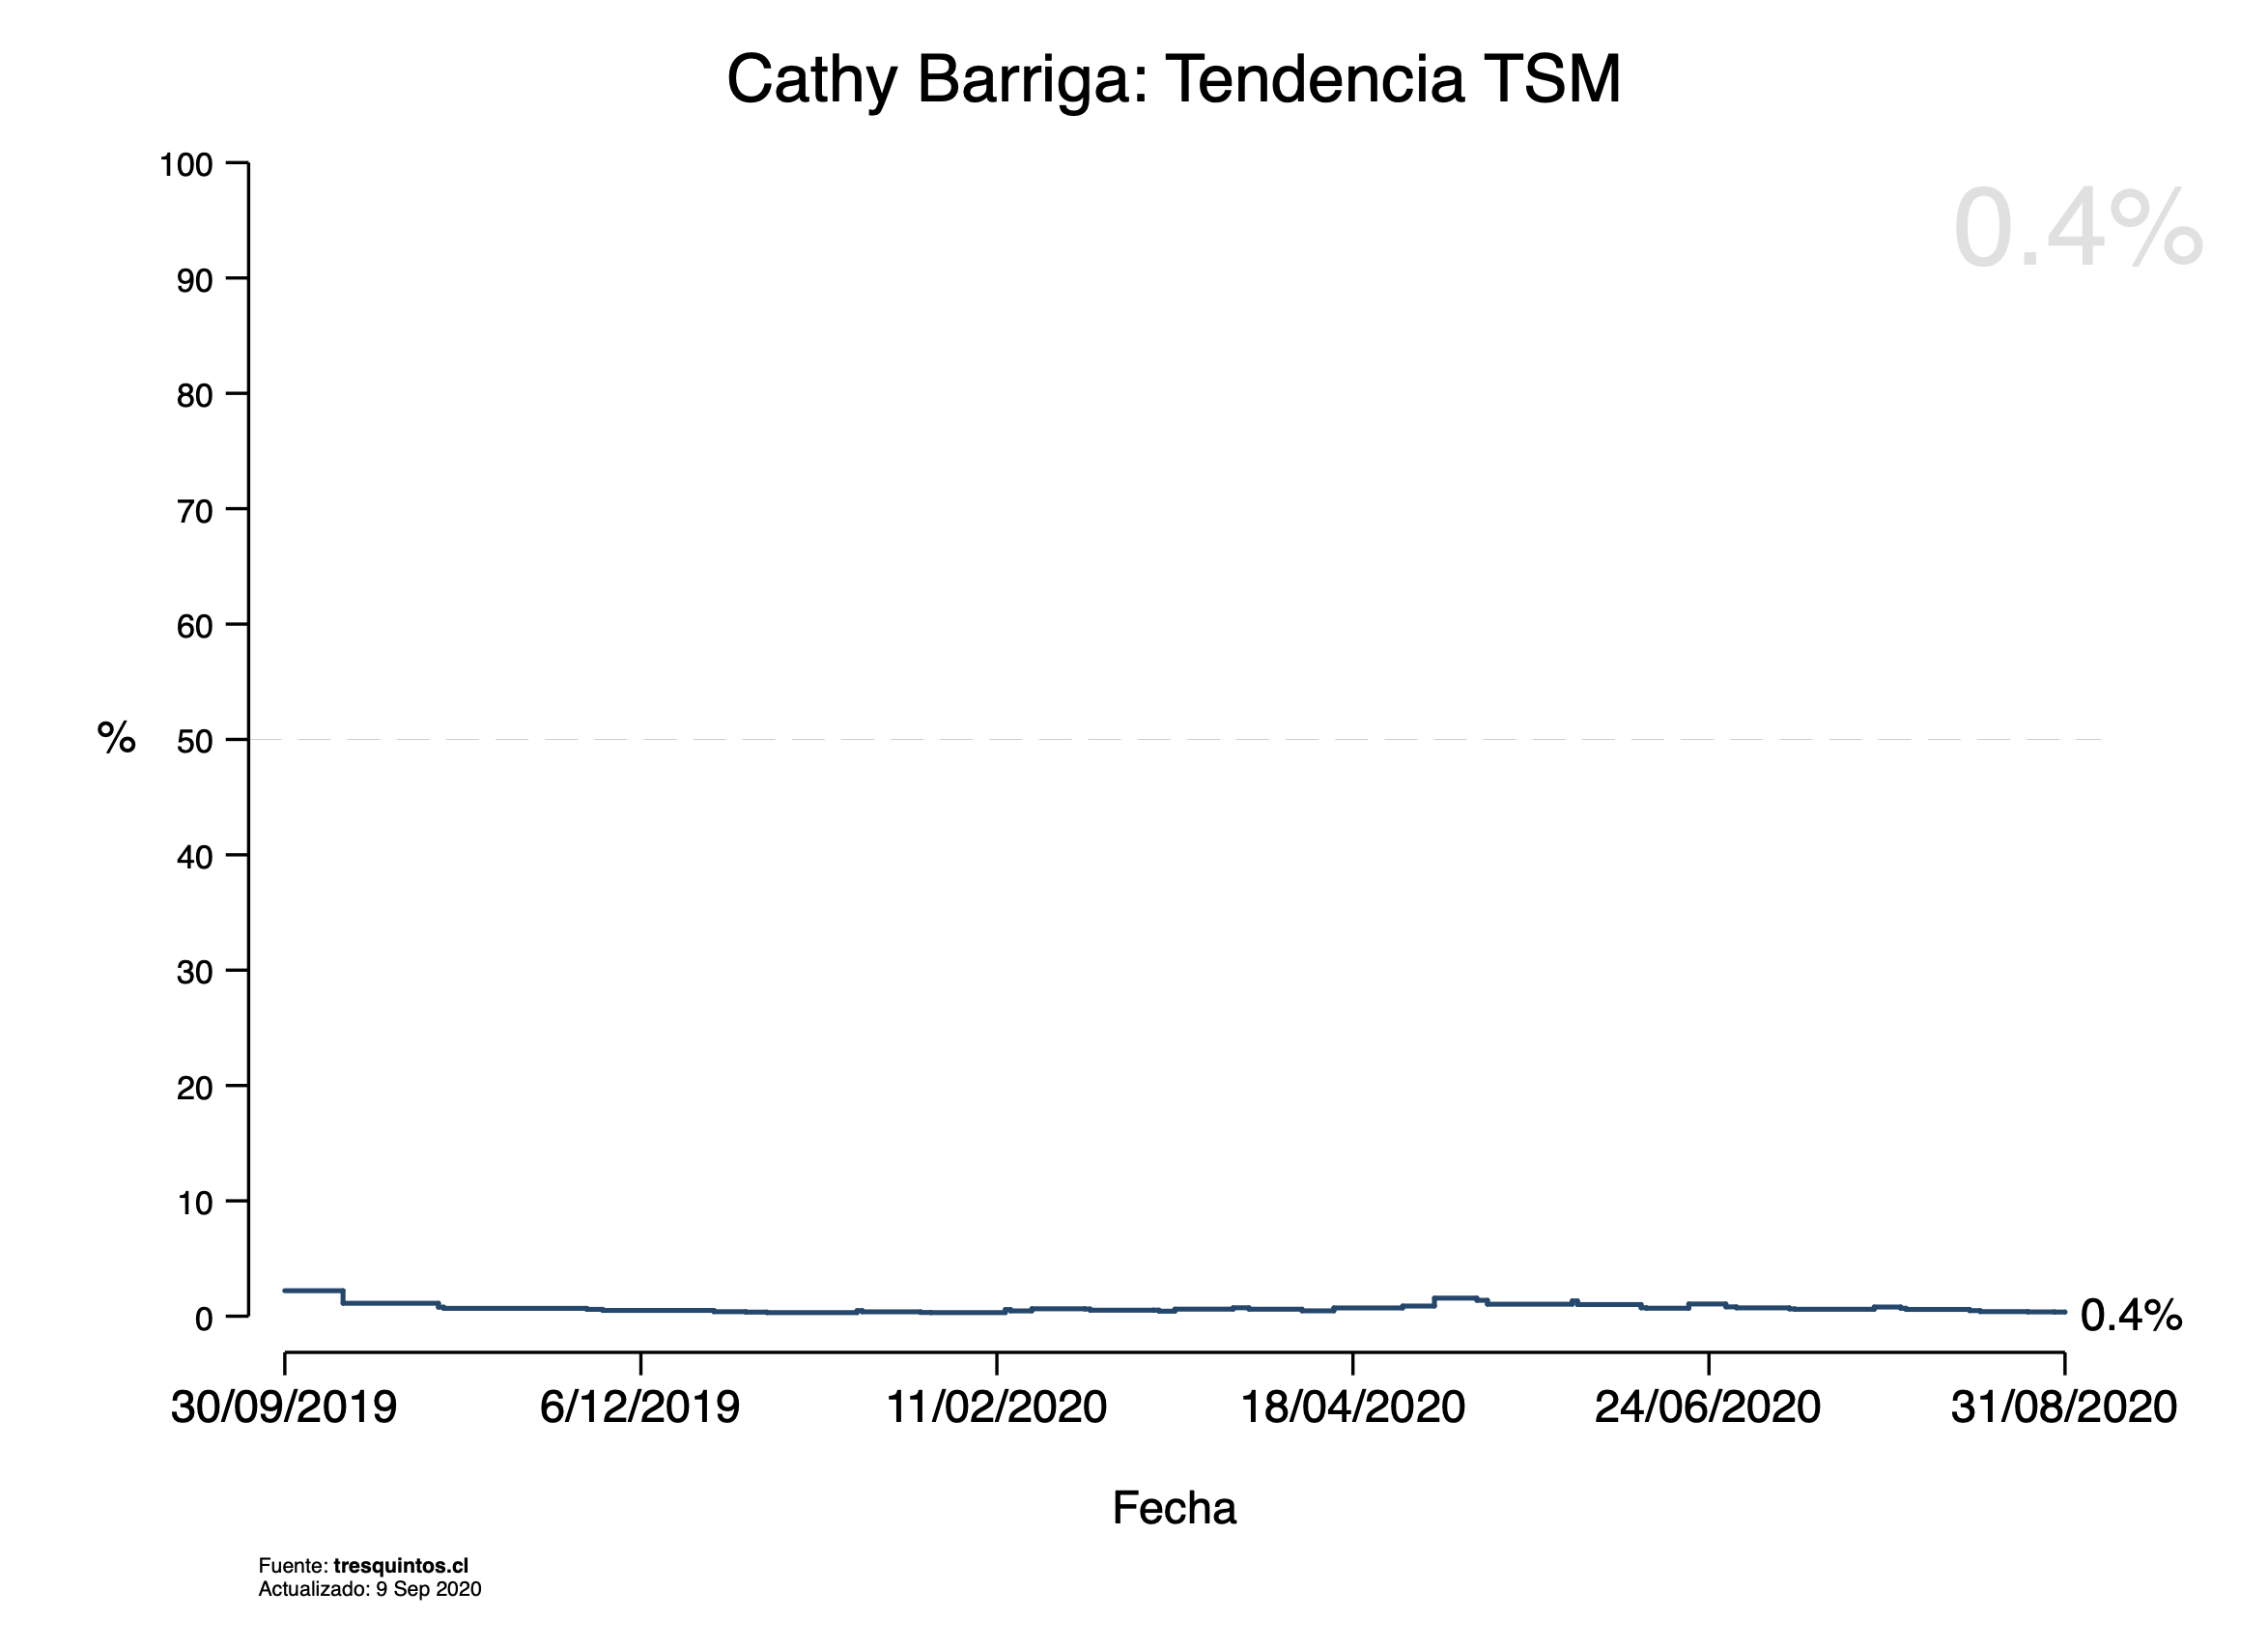 Cathy Barriga: Tendencia TSM
0.4%
100
90
80
70
60
50
40
30
20
10
0
%
0.4%
30/09/2019 6/12/2019 11/02/2020 18/04/2020 24/06/2020 31/08/2020
Fecha
Fuente: tresquintos.cl
Actualizado: 9 Sep 2020